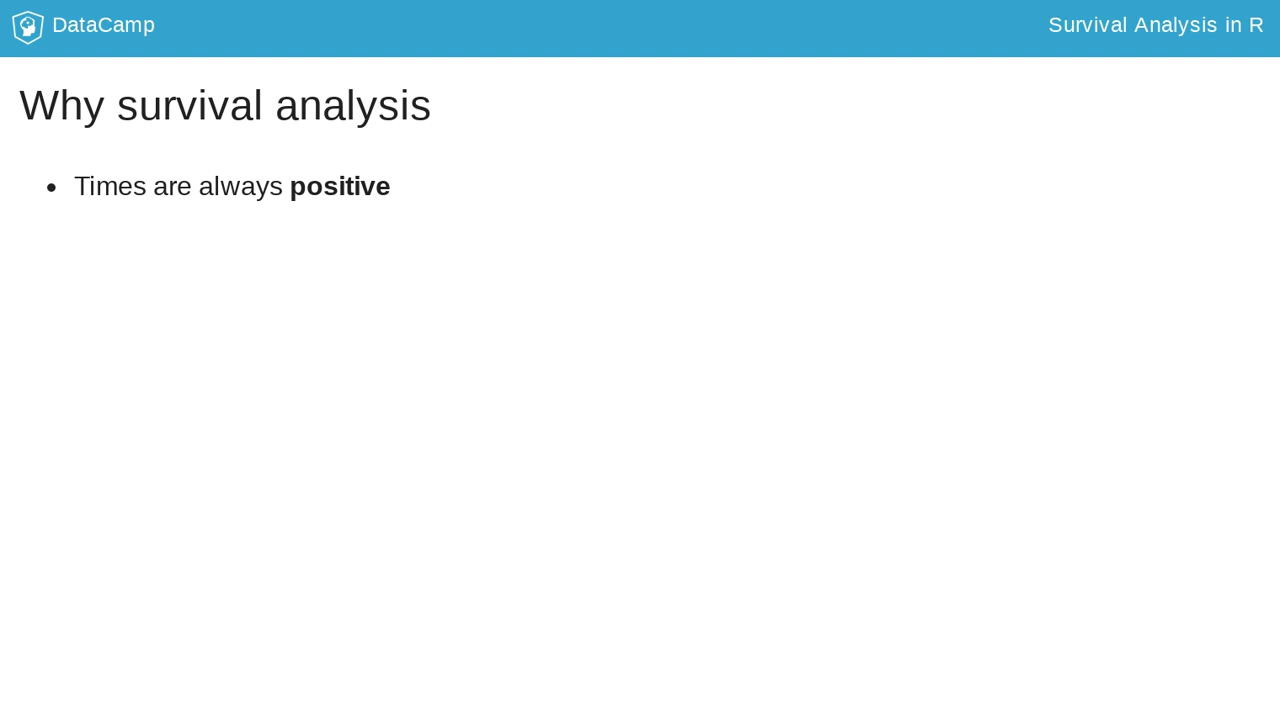 DataCamp
Survival Analysis in R
Why survival analysis
• Times are always positive